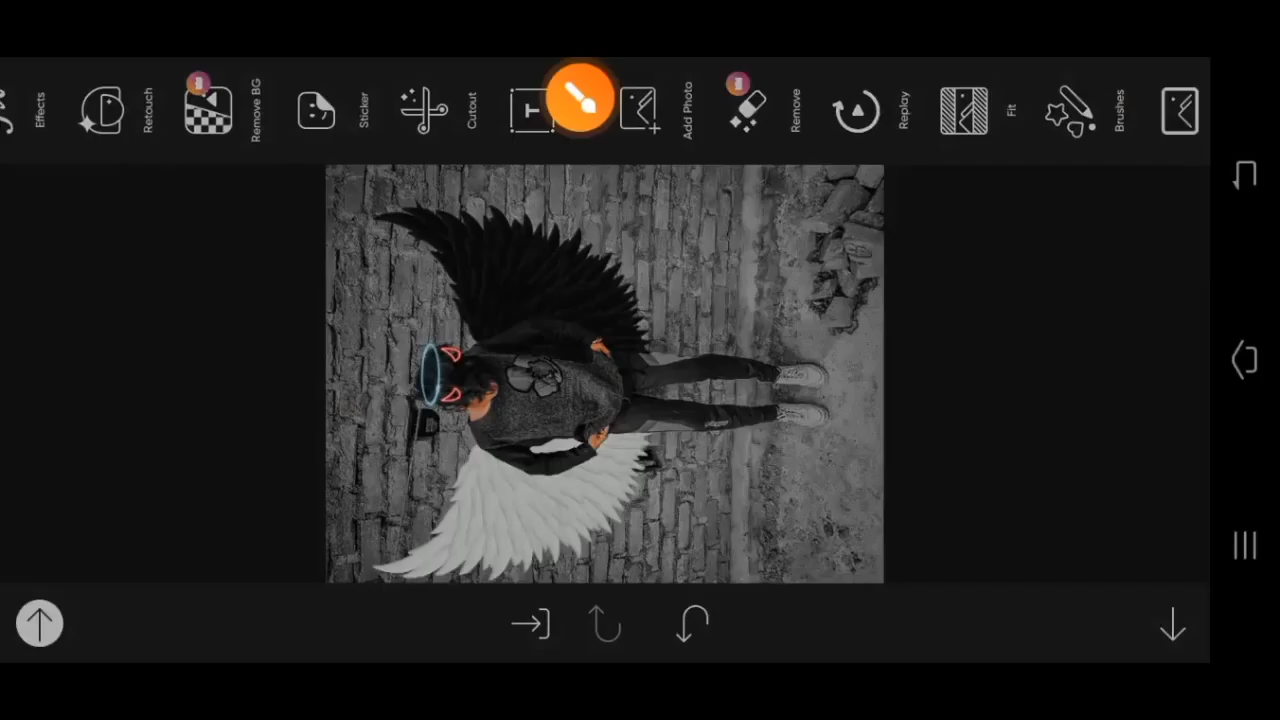 Effects
Retouch
Remove BG
Sticker
Cutout
T
Add Photo
Remove
Replay
Fit
Brushes